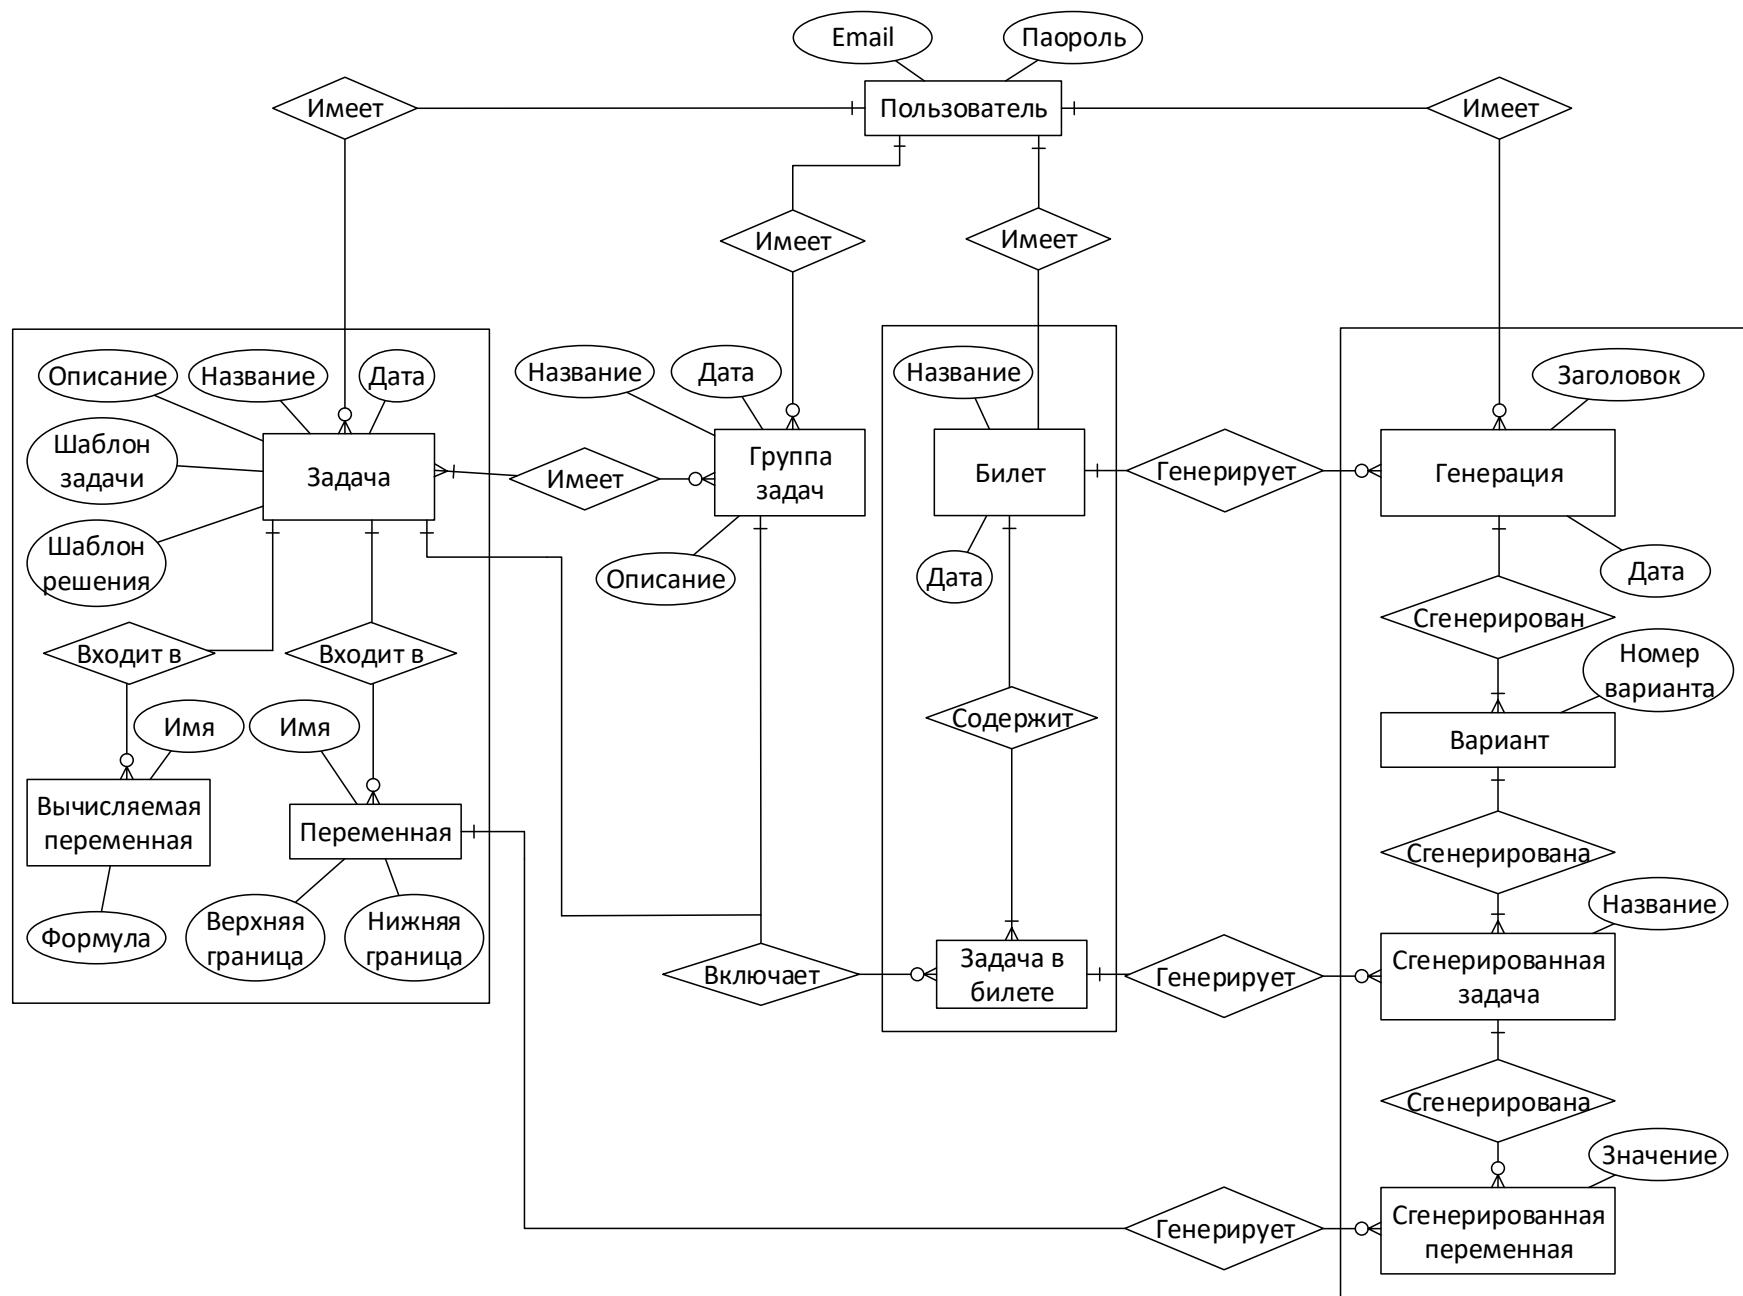 Email
Паороль
Имеет
Пользователь
Имеет
Имеет
Имеет
Описание
Название
Дата
Название
Дата
Название
Заголовок
Шаблон
задачи
Задача
Имеет
Группа
задач
Билет
Генерирует
Генерация
Шаблон
решения
Описание
Дата
Дата
Сгенерирован
Входит в
Входит в
Номер
варианта
Имя
Имя
Содержит
Вариант
Вычисляемая
переменная
Переменная
Сгенерирована
Формула
Верхняя
граница
Нижняя
граница
Название
Включает
Задача в
билете
Генерирует
Сгенерированная
задача
Сгенерирована
Значение
Генерирует
Сгенерированная
переменная